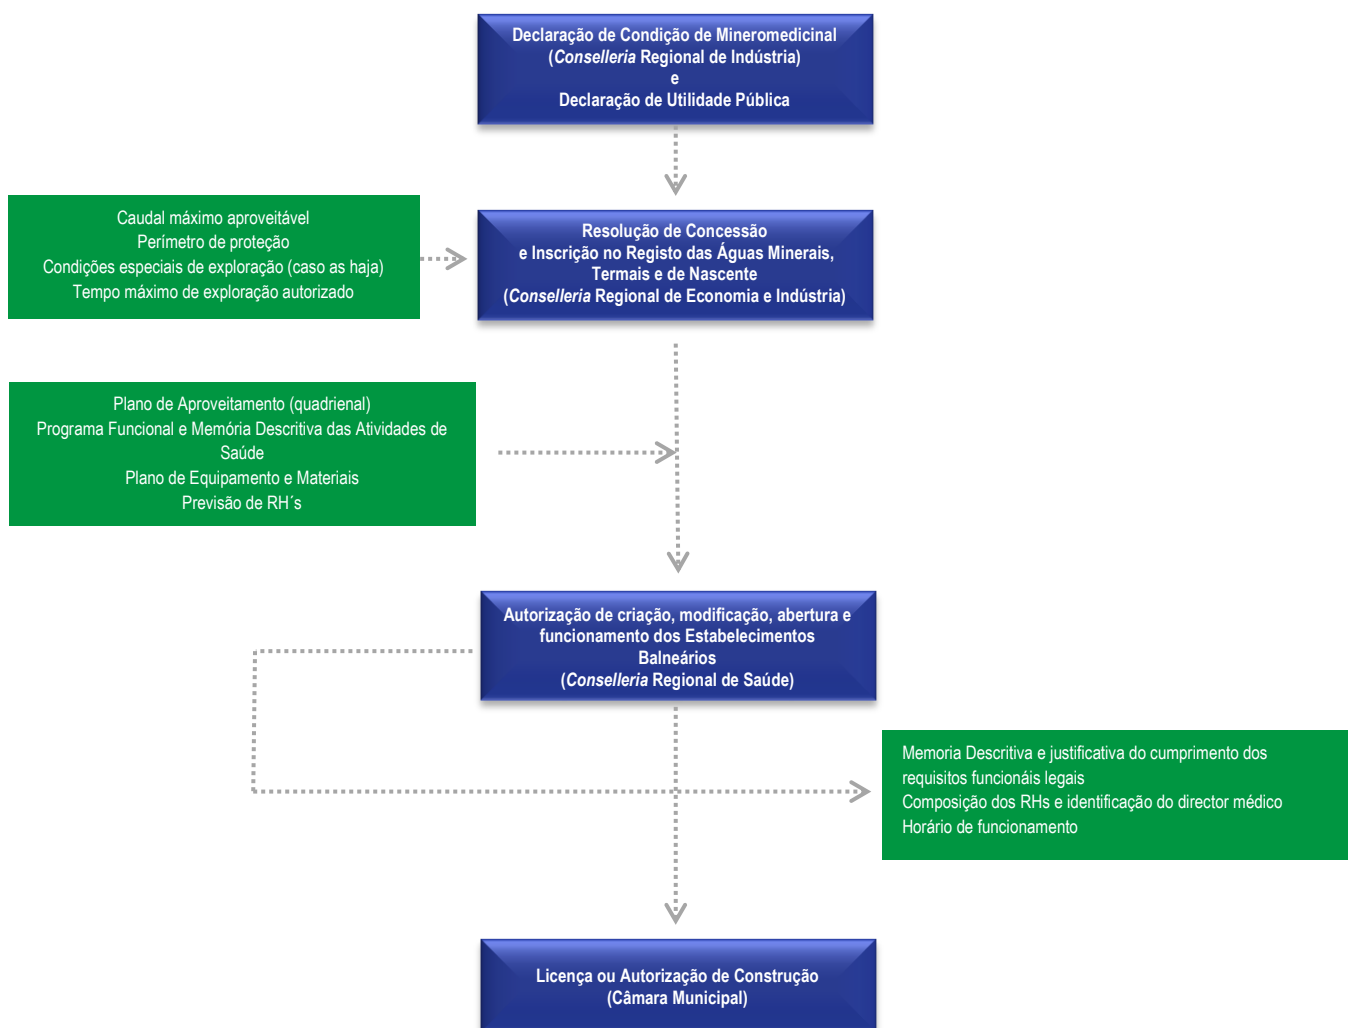 Declaração de Condição de Mineromedicinal
(Conselleria Regional de Indústria)
e
Declaração de Utilidade Pública
Caudal máximo aproveitável
Perímetro de proteção
Condições especiais de exploração (caso as haja)
Tempo máximo de exploração autorizado
Resolução de Concessão
e Inscrição no Registo das Águas Minerais,
Termais e de Nascente
(Conselleria Regional de Economia e Indústria)
Plano de Aproveitamento (quadrienal)
Programa Funcional e Memória Descritiva das Atividades de
Saúde
Plano de Equipamento e Materiais
Previsão de RH´s
Autorização de criação, modificação, abertura e
funcionamento dos Estabelecimentos
Balneários
(Conselleria Regional de Saúde)
Memoria Descritiva e justificativa do cumprimento dos
requisitos funcionáis legais
Composição dos RHs e identificação do director médico
Horário de funcionamento
Licença ou Autorização de Construção
(Câmara Municipal)